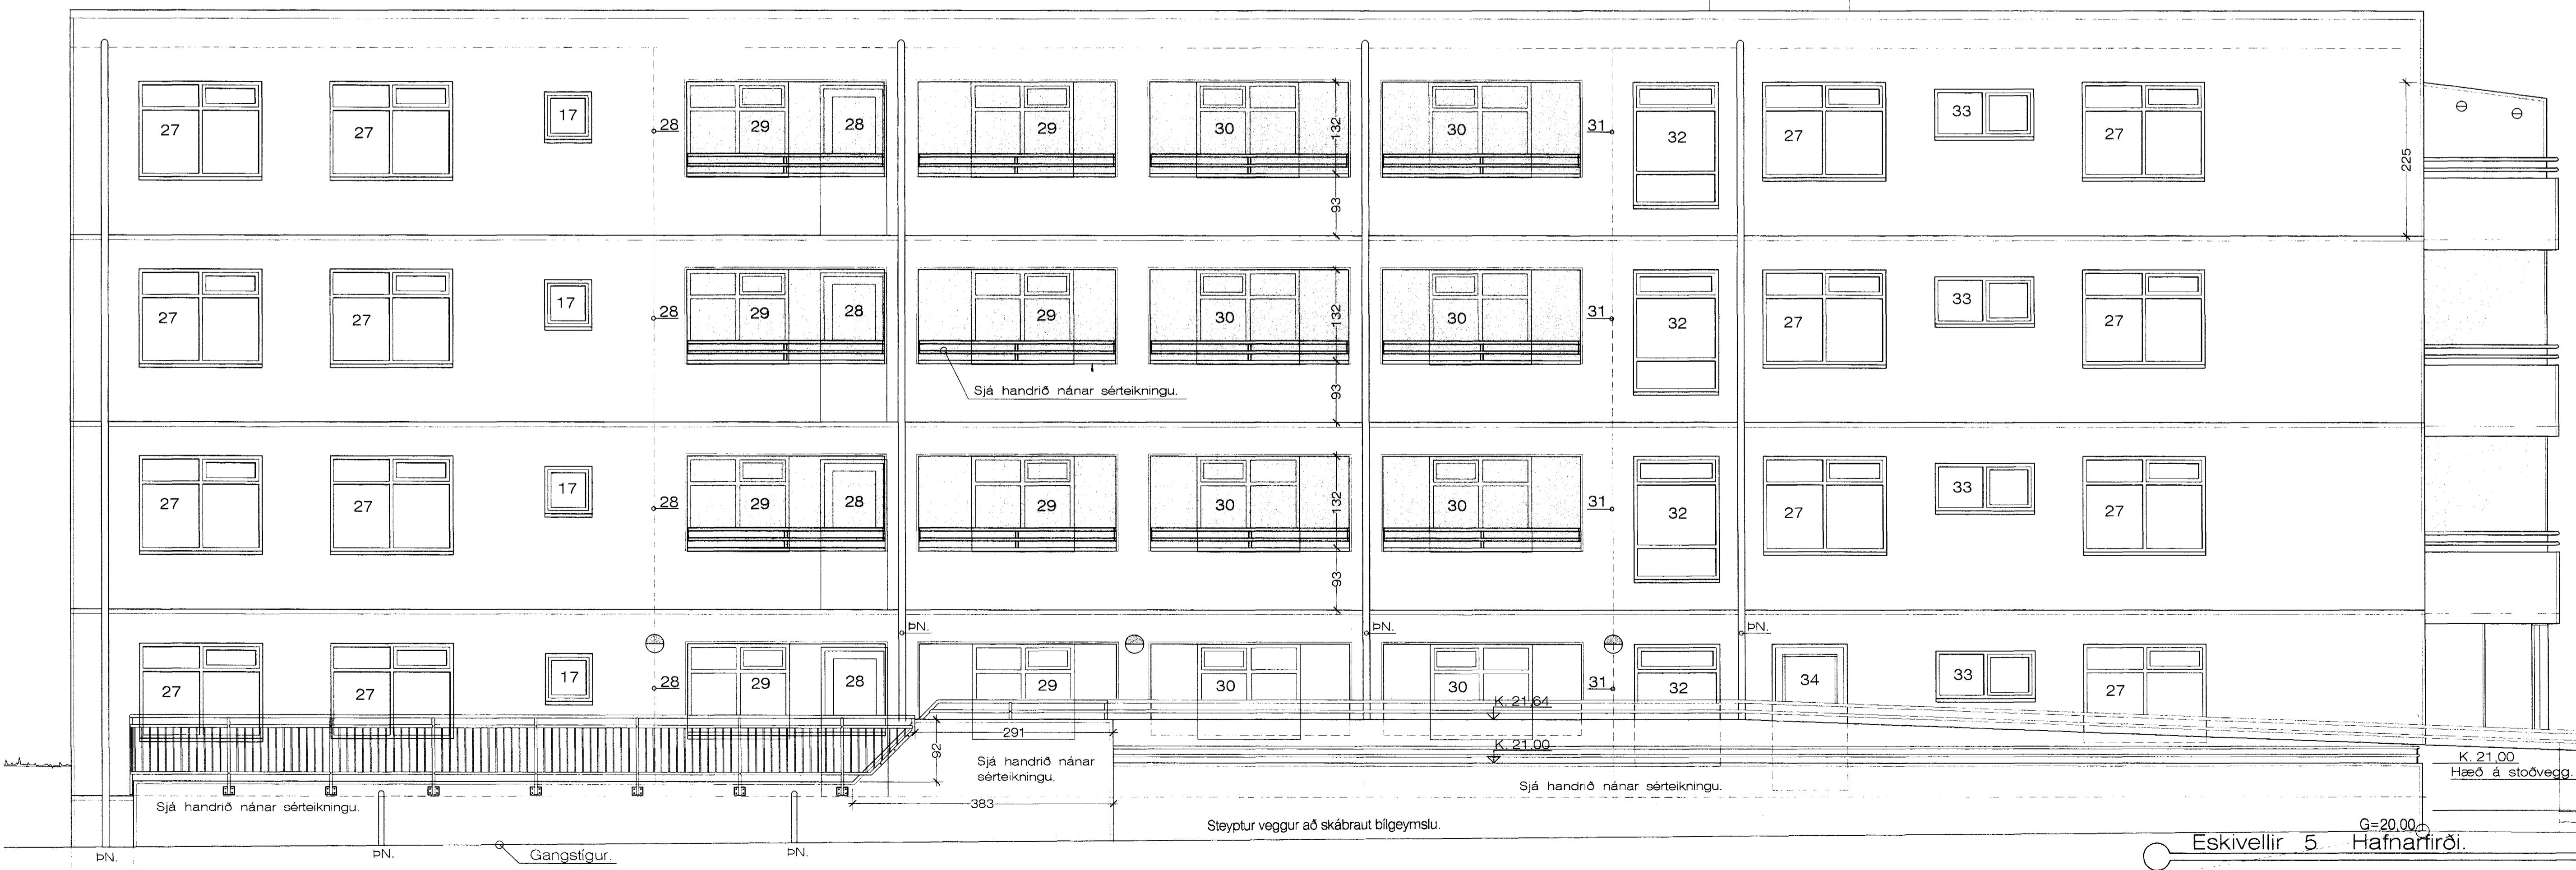 27 27 17 28 29 28 29 30 132 30 31 32 27 33 27 225
93
27 27 17 28 29 28 29 30 132 30 31 32 27 33 27
Sjá handrið nánar sérteikningu.
93
27 27 17 28 29 28 29 30 132 30 31 32 27 33 27
93
ÞN. ÞN. ÞN.
27 27 17 28 29 28 29 30 30 31 32 34 33 27
K. 21,64
291
92
K. 21,00
Sjá handrið nánar
sérteikningu.
K. 21,00
Hæð á stoðvegg.
Sjá handrið nánar sérteikningu.
Sjá handrið nánar sérteikningu.
383
Steyptur veggur að skábraut bílgeymslu.
G=20,00
Eskivellir 5 Hafnarfirði.
ÞN. ÞN. ÞN.
Gangstígur.